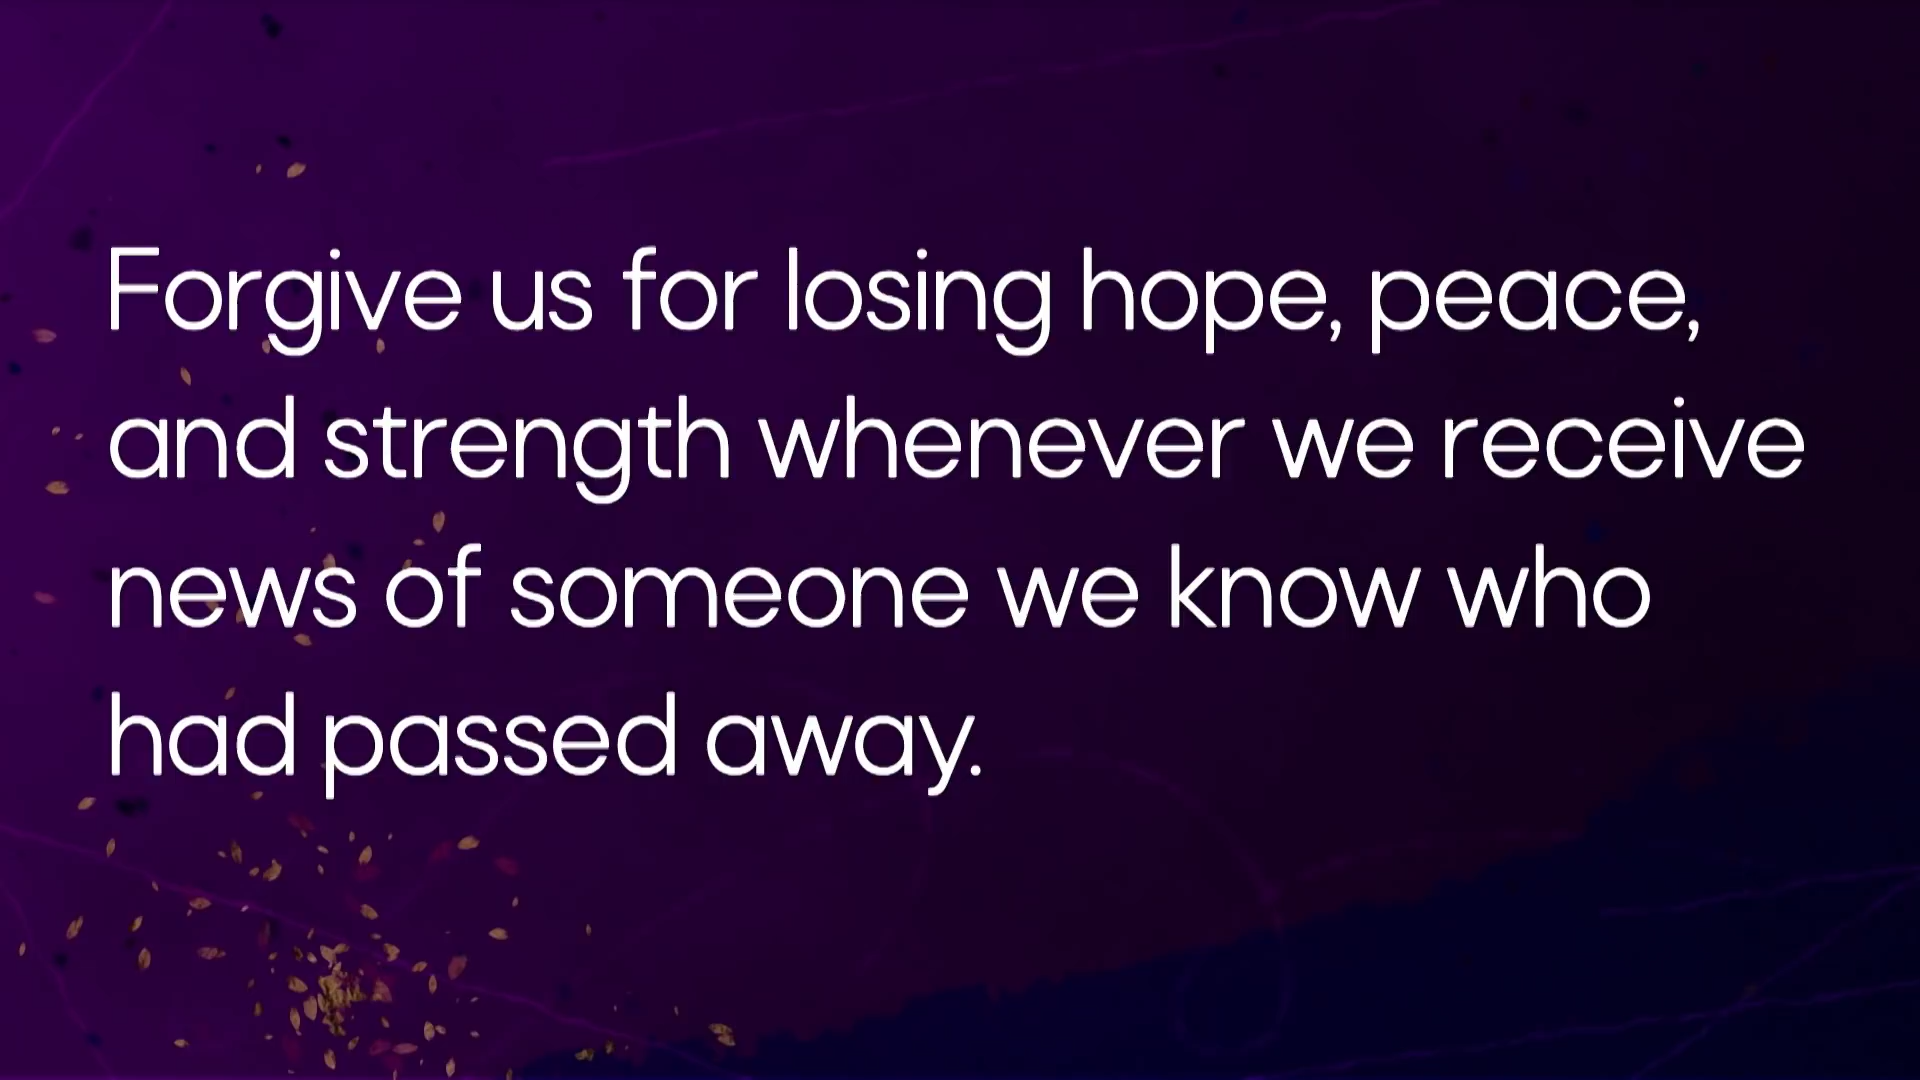 Forgive us for losing hope, peace,
and strength whenever we receive
news of someone we know who
had passed away.